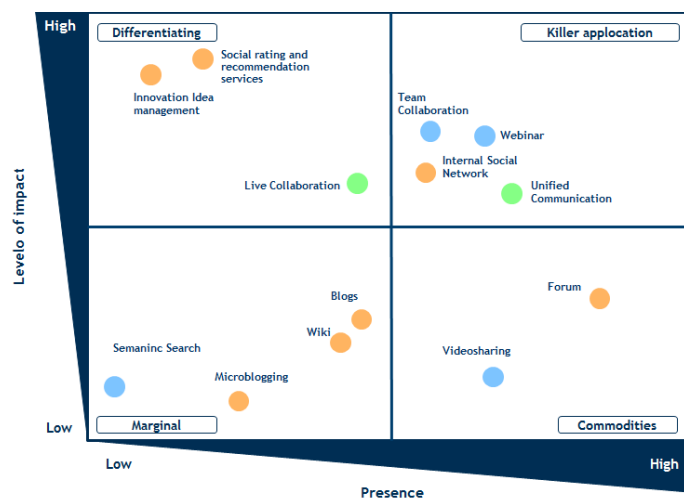 High
Differentiating
Killer applocation
Social rating and
recommendation
services
Innovation Idea
management
Team
Collaboration
Webinar
Internal Social
Network
Live Collaboration
Unified
Communication
Levelo of impact
Forum
Blogs
Wiki
Semaninc Search
Videosharing
Microblogging
Low
Marginal
Commodities
Low
High
Presence